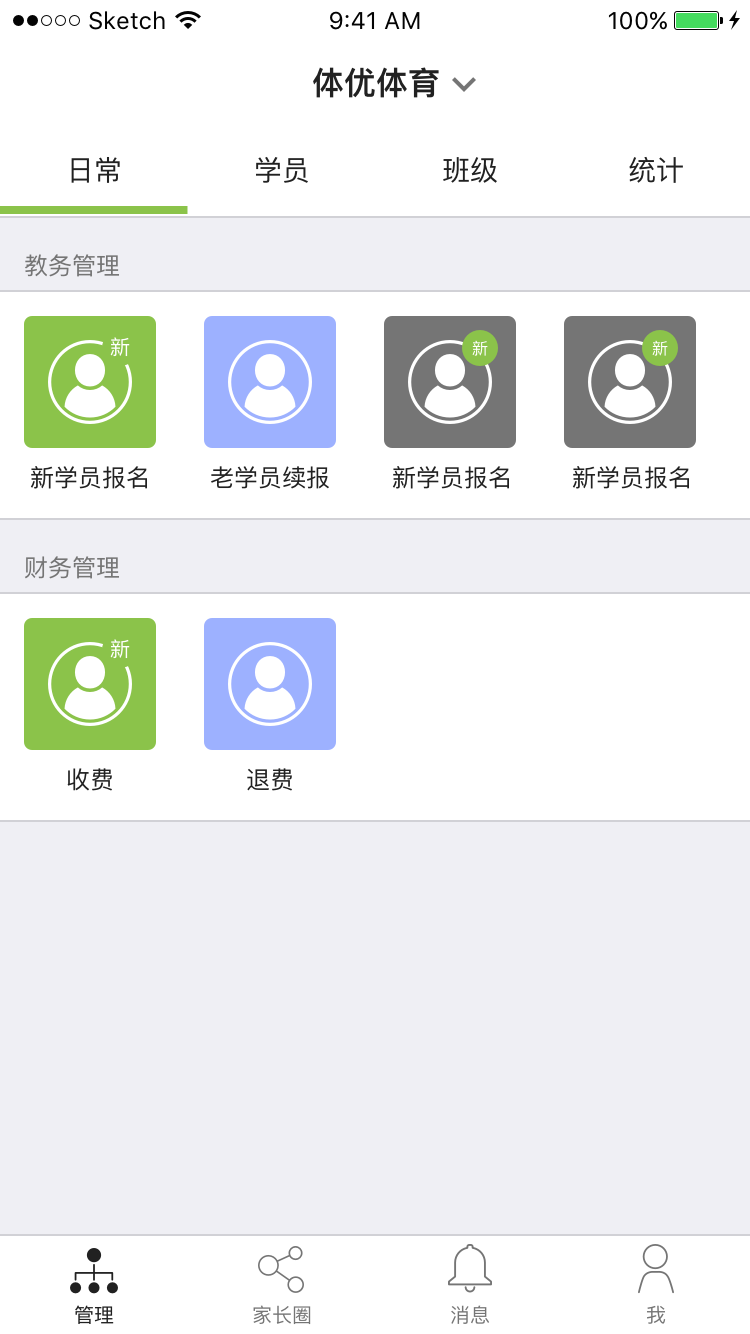 Sketch 9:41 AM 100%
体优体育
日常 学员 班级 统计
教务管理
新 新 新
新学员报名 老学员续报 新学员报名 新学员报名
财务管理
新
收费 退费
管理 家长圈 消息 我